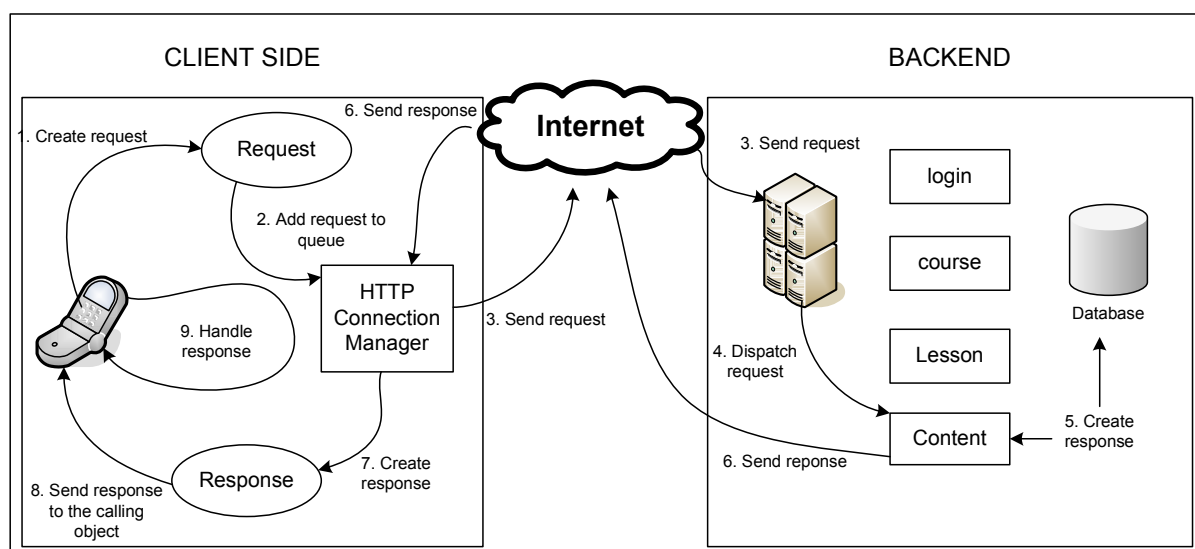 CLIENT SIDE
BACKEND
1. Create request
Request
2. Add request to
queue
6. Send response
Internet
HTTP
Connection
Manager
3. Send request
9. Handle
response
7. Create
response
Response
8. Send response
to the calling
object
3. Send request
login
course
Lesson
Content
Database
4. Dispatch
request
5. Create
response
6. Send reponse